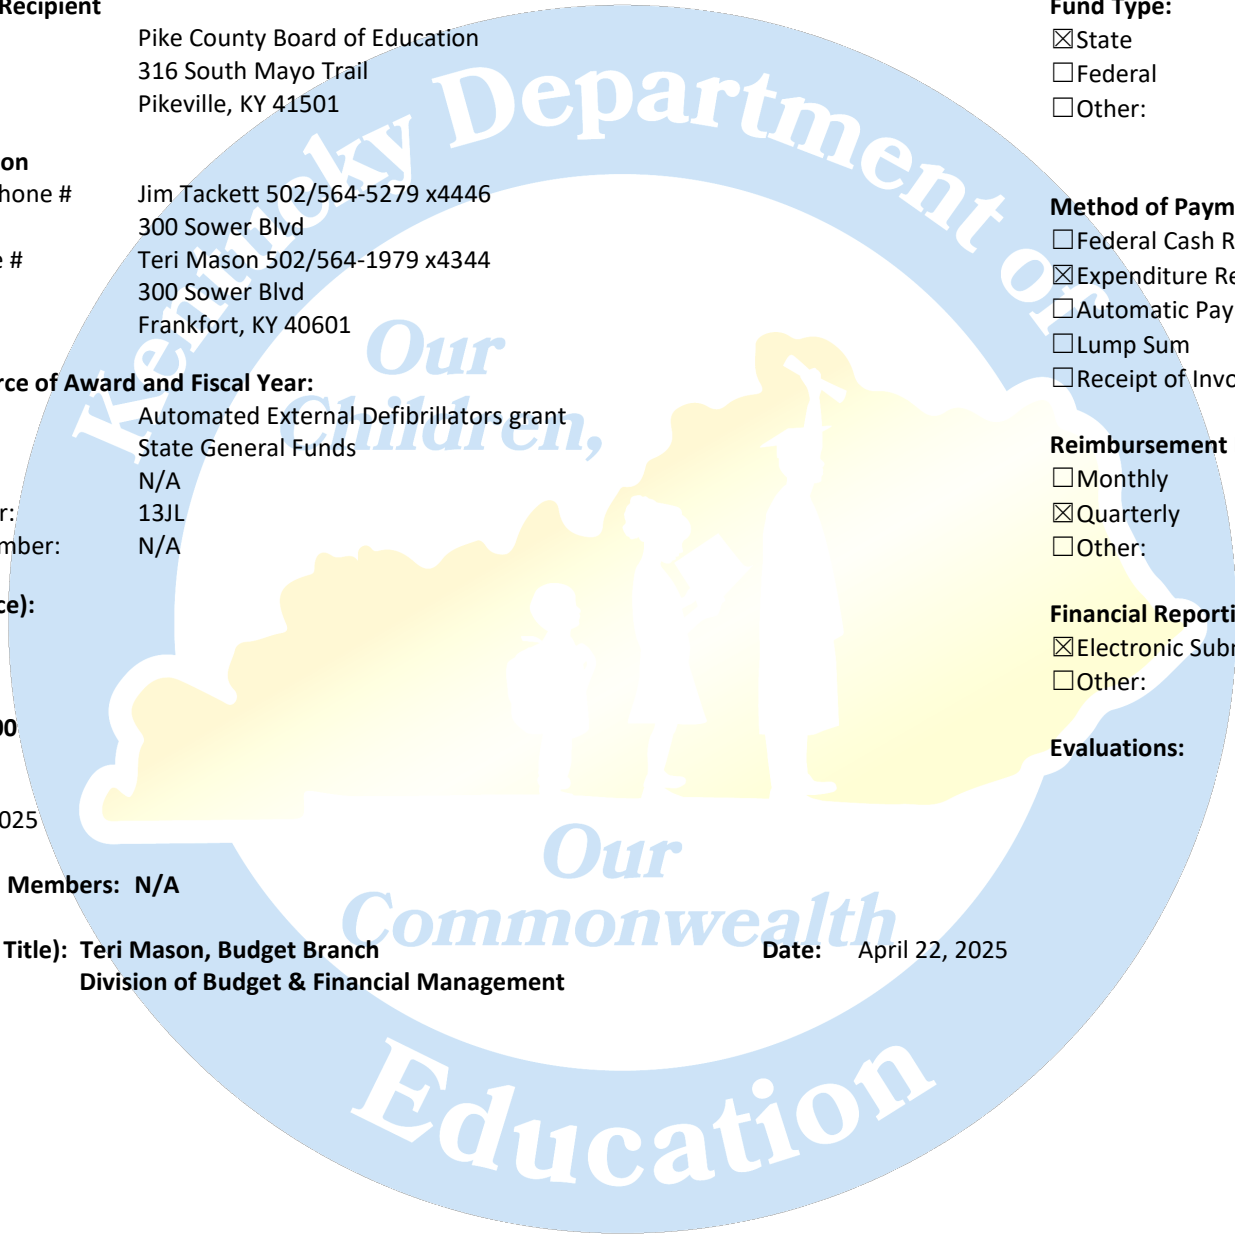 Recipient
Pike County Board of Education
316 South Mayo Trail
Pikeville, KY 41501
on
hone # Jim Tackett 502/564-5279 x4446
300 Sower Blvd
e # Teri Mason 502/564-1979 x4344
300 Sower Blvd
Frankfort, KY 40601
rce of Award and Fiscal Year:
Automated External Defibrillators grant
State General Funds
N/A
r: 13JL
mber: N/A
ce):
00
025
Members: N/A
Title): Teri Mason, Budget Branch
Division of Budget & Financial Management
Date: April 22, 2025
Fund Type:
☒State
☐Federal
☐Other:
Method of Paym
☐Federal Cash R
☒Expenditure Re
☐Automatic Pay
☐Lump Sum
☐Receipt of Invo
Reimbursement
☐Monthly
☒Quarterly
☐Other:
Financial Reporti
☒Electronic Subr
☐Other:
Evaluations:
Kentucky Department of
Education
Our
Children,
Our
Commonwealth